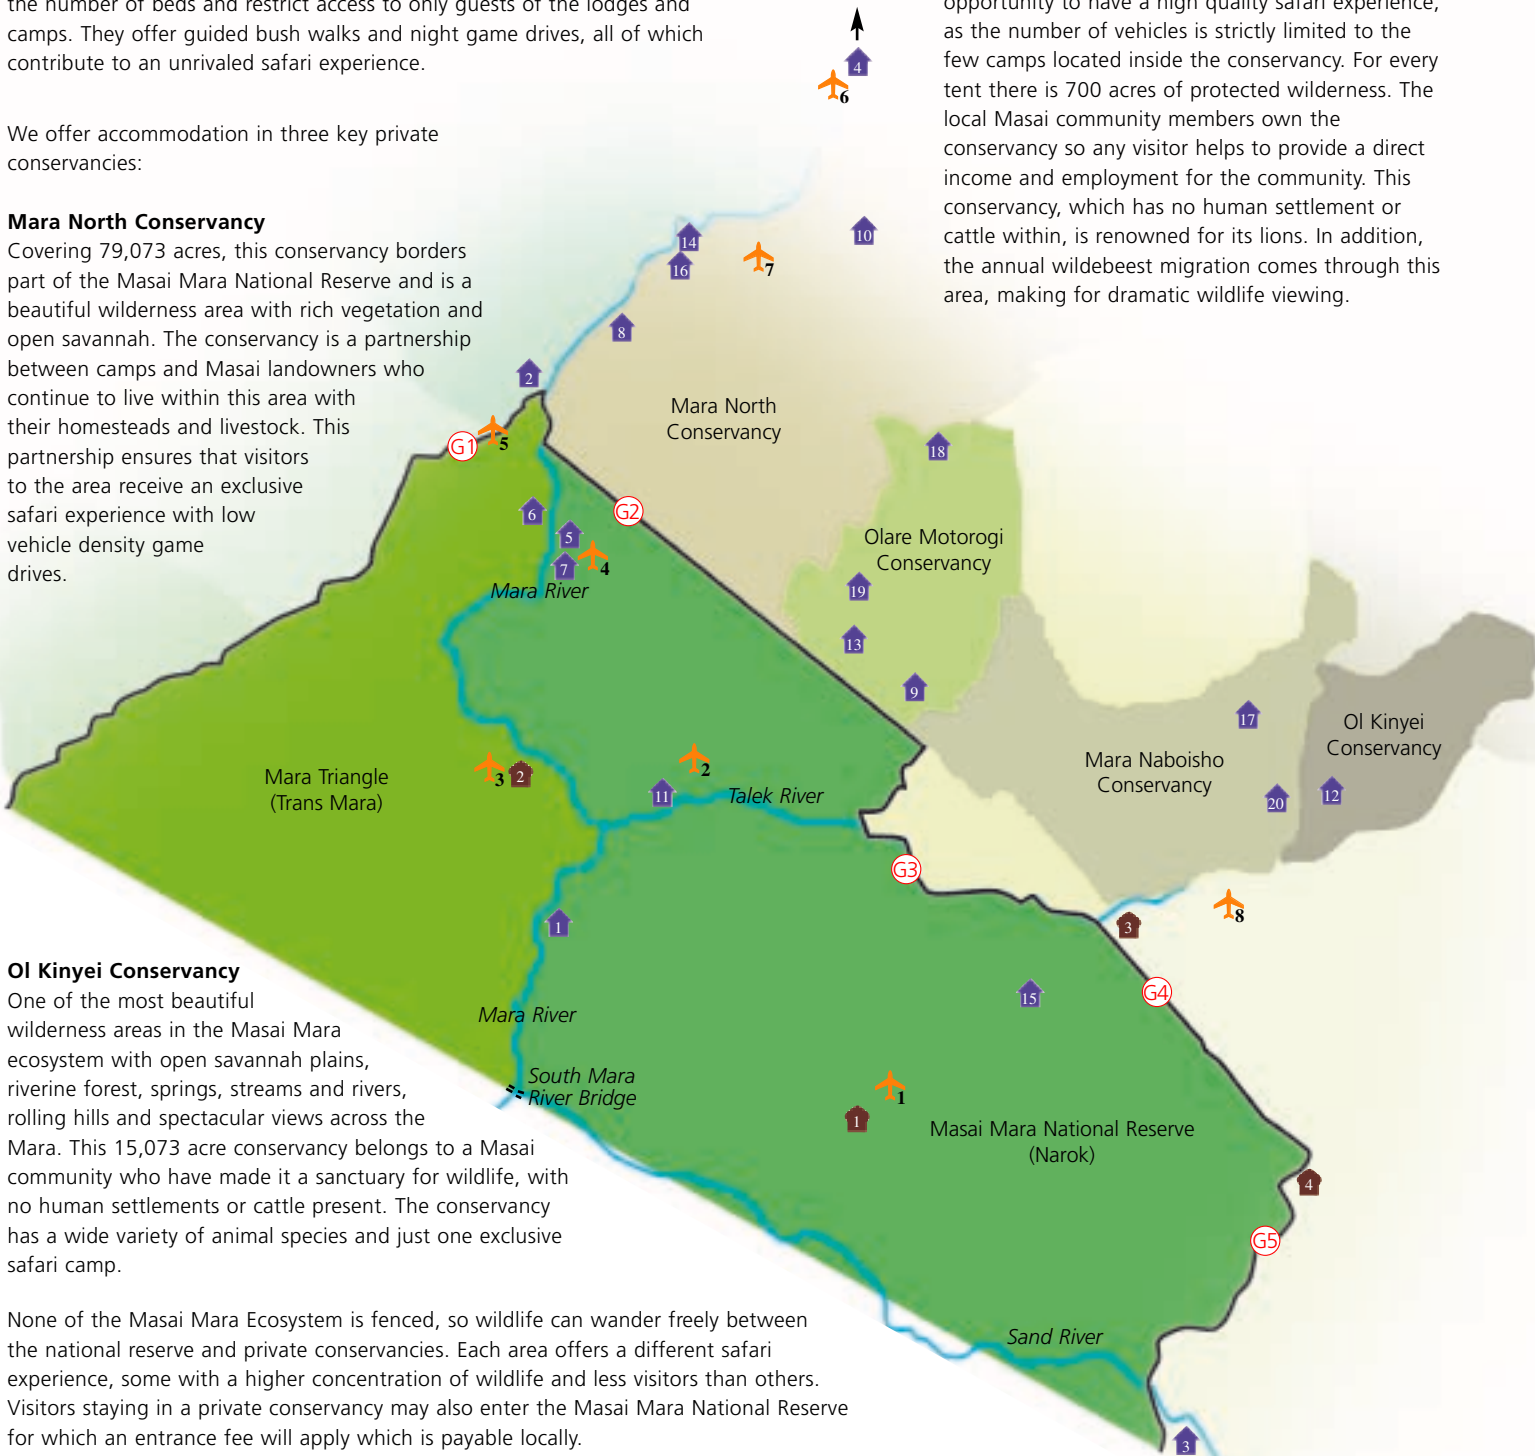 the number of beds and restrict access to only guests of the lodges and
camps. They offer guided bush walks and night game drives, all of which
contribute to an unrivaled safari experience.
We offer accommodation in three key private
conservancies:
Mara North Conservancy
Covering 79,073 acres, this conservancy borders
part of the Masai Mara National Reserve and is a
beautiful wilderness area with rich vegetation and
open savannah. The conservancy is a partnership
between camps and Masai landowners who
continue to live within this area with
their homesteads and livestock. This
partnership ensures that visitors
to the area receive an exclusive
safari experience with low
vehicle density game
drives.
opportunity to have a high quality safari experience,
as the number of vehicles is strictly limited to the
few camps located inside the conservancy. For every
tent there is 700 acres of protected wilderness. The
local Masai community members own the
conservancy so any visitor helps to provide a direct
income and employment for the community. This
conservancy, which has no human settlement or
cattle within, is renowned for its lions. In addition,
the annual wildebeest migration comes through this
area, making for dramatic wildlife viewing.
4
6
14
10
16
7
8
2
Mara North
Conservancy
G1
5
18
6
G2
5
Olare Motorogi
Conservancy
7
4
Mara River
19
13
9
17
Ol Kinyei
Conservancy
Mara Naboisho
Conservancy
Mara Triangle
(Trans Mara)
3
2
2
11
Talek River
20
12
G3
8
1
3
15
G4
Mara River
South Mara
River Bridge
1
1
Masai Mara National Reserve
(Narok)
4
G5
Sand River
3
Ol Kinyei Conservancy
One of the most beautiful
wilderness areas in the Masai Mara
ecosystem with open savannah plains,
riverine forest, springs, streams and rivers,
rolling hills and spectacular views across the
Mara. This 15,073 acre conservancy belongs to a Masai
community who have made it a sanctuary for wildlife, with
no human settlements or cattle present. The conservancy
has a wide variety of animal species and just one exclusive
safari camp.
None of the Masai Mara Ecosystem is fenced, so wildlife can wander freely between
the national reserve and private conservancies. Each area offers a different safari
experience, some with a higher concentration of wildlife and less visitors than others.
Visitors staying in a private conservancy may also enter the Masai Mara National Reserve
for which an entrance fee will apply which is payable locally.